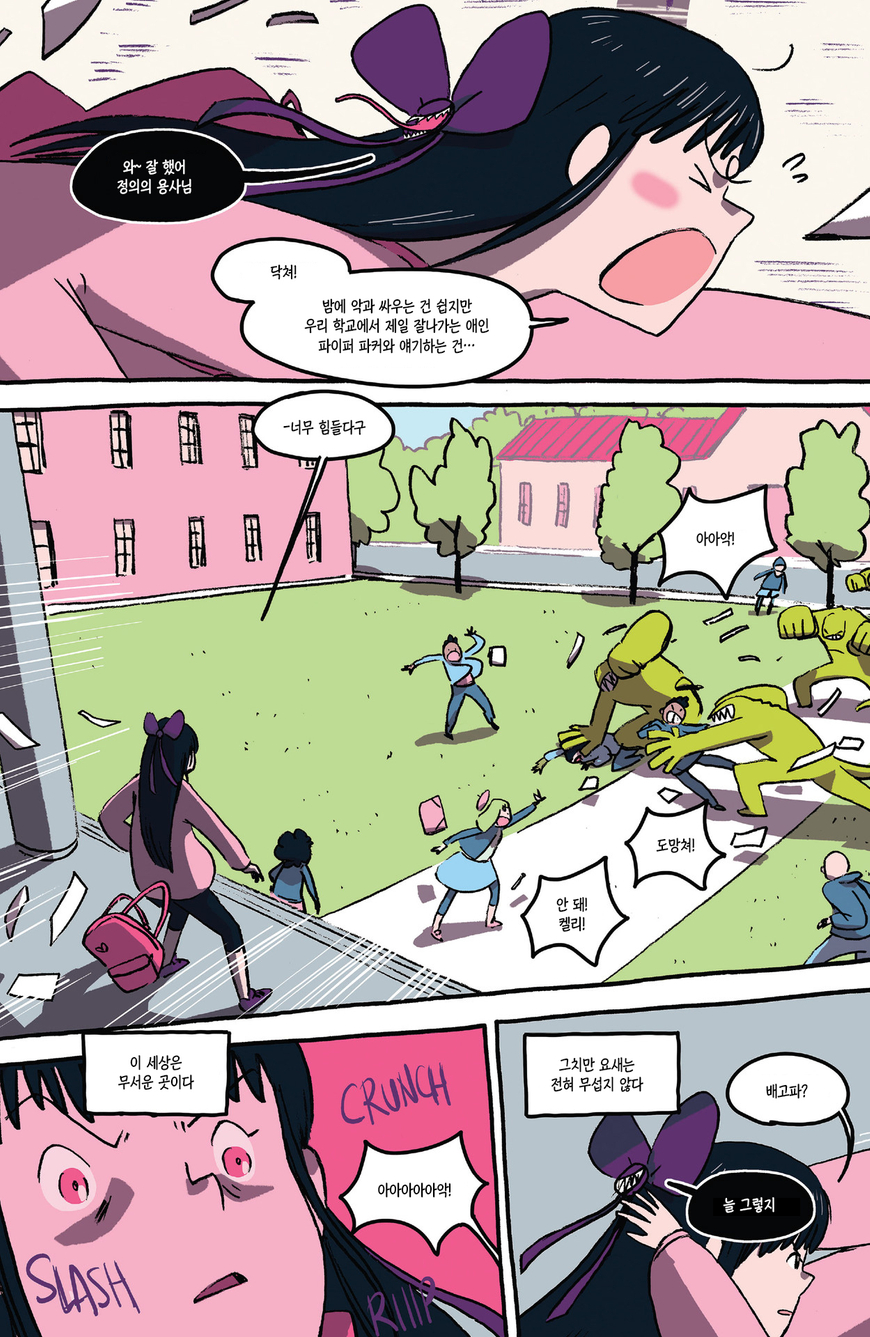 와~ 잘 했어
정의의 용사님
닥쳐!
밤에 악과 싸우는 건 쉽지만
우리 학교에서 제일 잘나가는 애인
파이퍼 파커와 얘기하는 건…
-너무 힘들다구
아아악!
도망쳐!
안 돼!
켈리!
이 세상은
무서운 곳이다
CRUNCH
아아아아아악!
SLASH
RIIIP
그치만 요새는
전혀 무섭지 않다
배고파?
늘 그렇지